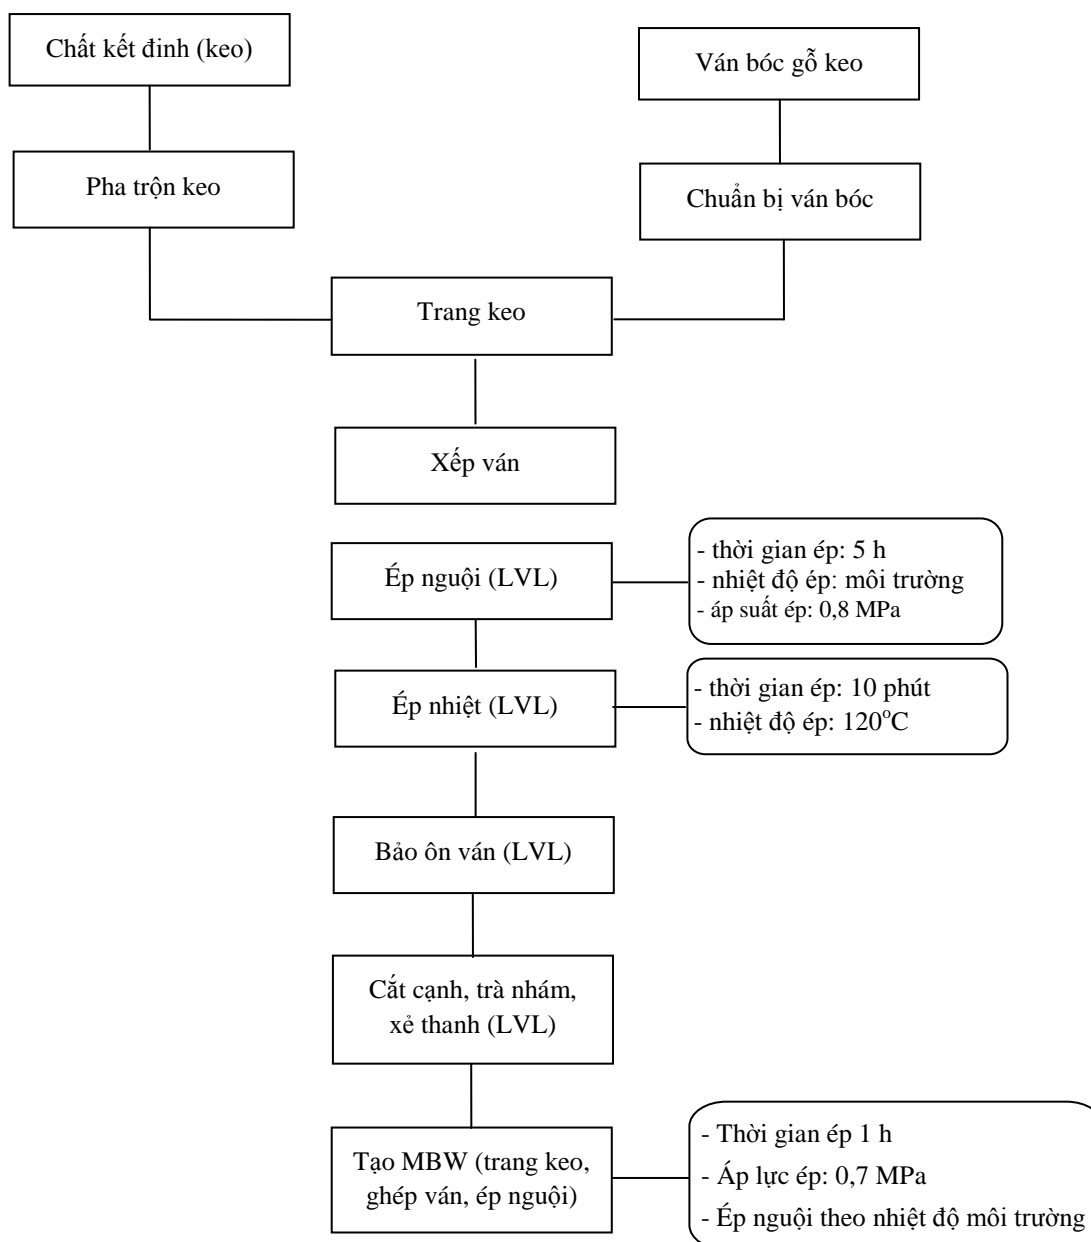 Chất kết đinh (keo)
Ván bóc gỗ keo
Pha trộn keo
Chuẩn bị ván bóc
Trang keo
Xếp ván
Ép nguội (LVL)
- thời gian ép: 5 h
- nhiệt độ ép: môi trường
- áp suất ép: 0,8 MPa
Ép nhiệt (LVL)
- thời gian ép: 10 phút
- nhiệt độ ép: 120°C
Bảo ôn ván (LVL)
Cắt cạnh, trà nhám,
xẻ thanh (LVL)
Tạo MBW (trang keo,
ghép ván, ép nguội)
- Thời gian ép 1 h
- Áp lực ép: 0,7 MPa
- Ép nguội theo nhiệt độ môi trường